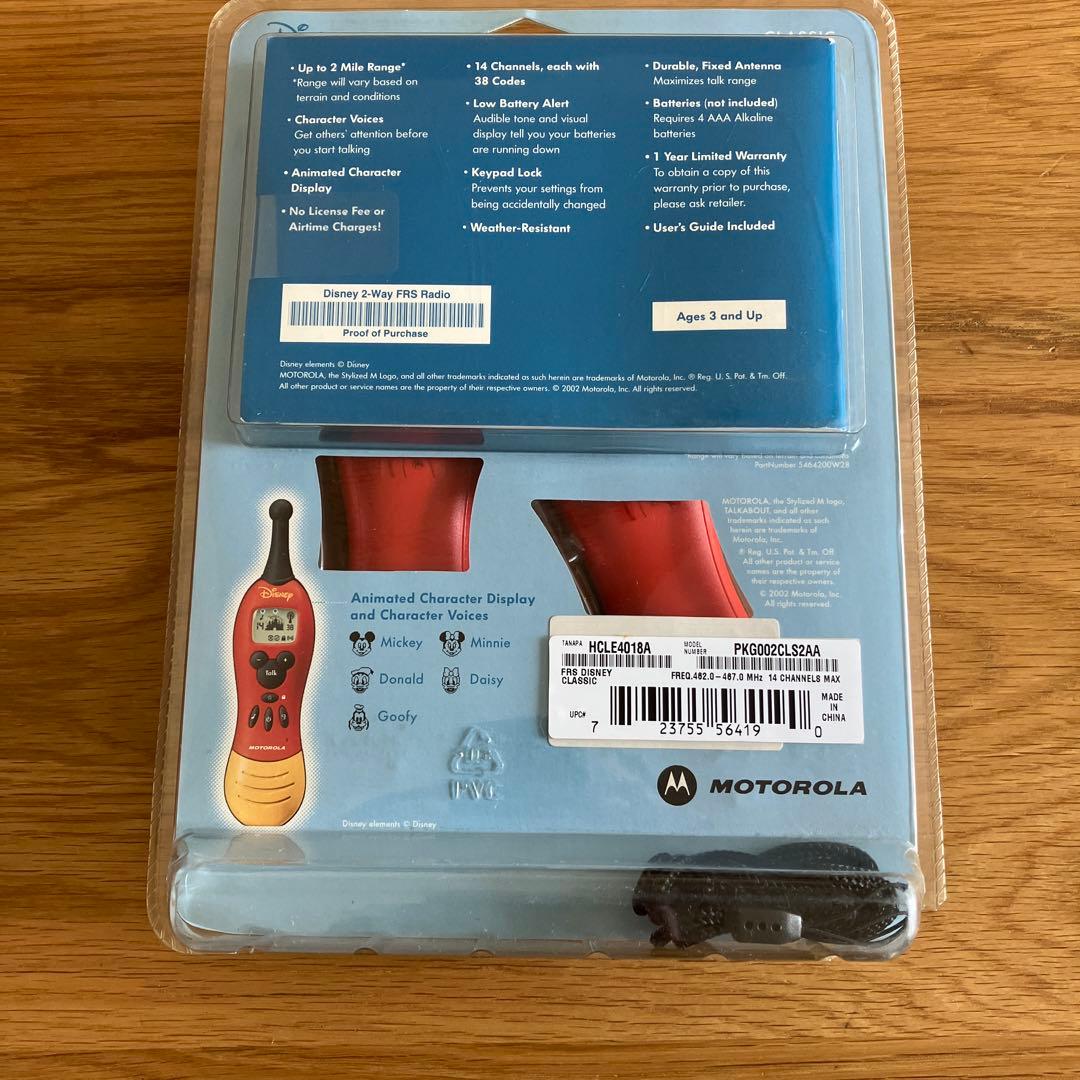 CLASSIC
• Up to 2 Mile Range*
*Range will vary based on
terrain and conditions
• Character Voices
Get others' attention before
you start talking
• Animated Character
Display
• No License Fee or
Airtime Charges!
• 14 Channels, each with
38 Codes
• Low Battery Alert
Audible tone and visual
display tell you your batteries
are running down
• Keypad Lock
Prevents your settings from
being accidentally changed
• Weather-Resistant
• Durable, Fixed Antenna
Maximizes talk range
• Batteries (not included)
Requires 4 AAA Alkaline
batteries
• 1 Year Limited Warranty
To obtain a copy of this
warranty prior to purchase,
please ask retailer.
• User's Guide Included
Disney 2-Way FRS Radio
Proof of Purchase
Ages 3 and Up
Disney elements © Disney
MOTOROLA, the Stylized M Logo, and all other trademarks indicated as such herein are trademarks of Motorola, Inc. ® Reg. U. S. Pat. & Tm. Off.
All other product or service names are the property of their respective owners. © 2002 Motorola, Inc. All rights reserved.
Range will vary based on terrain and conditions
PartNumber 5464200W28
MOTOROLA, the Stylized M logo,
TALKABOUT, and all other
trademarks indicated as such
herein are trademarks of
Motorola, Inc.
® Reg. U.S. Pat. & Tm. Off.
All other product or service
names are the property of
their respective owners.
© 2002 Motorola, Inc.
All rights reserved.
Disney
14
38
Talk
MOTOROLA
Animated Character Display
and Character Voices
Mickey
Minnie
Donald
Daisy
Goofy
PVC
Disney elements © Disney
TANAPA HCLE4018A
MODEL NUMBER PKG002CLS2AA
FRS DISNEY
CLASSIC
FREQ.462.0-467.0 MHz 14 CHANNELS MAX
UPC# 7 23755 56419 0
MADE
IN
CHINA
MOTOROLA